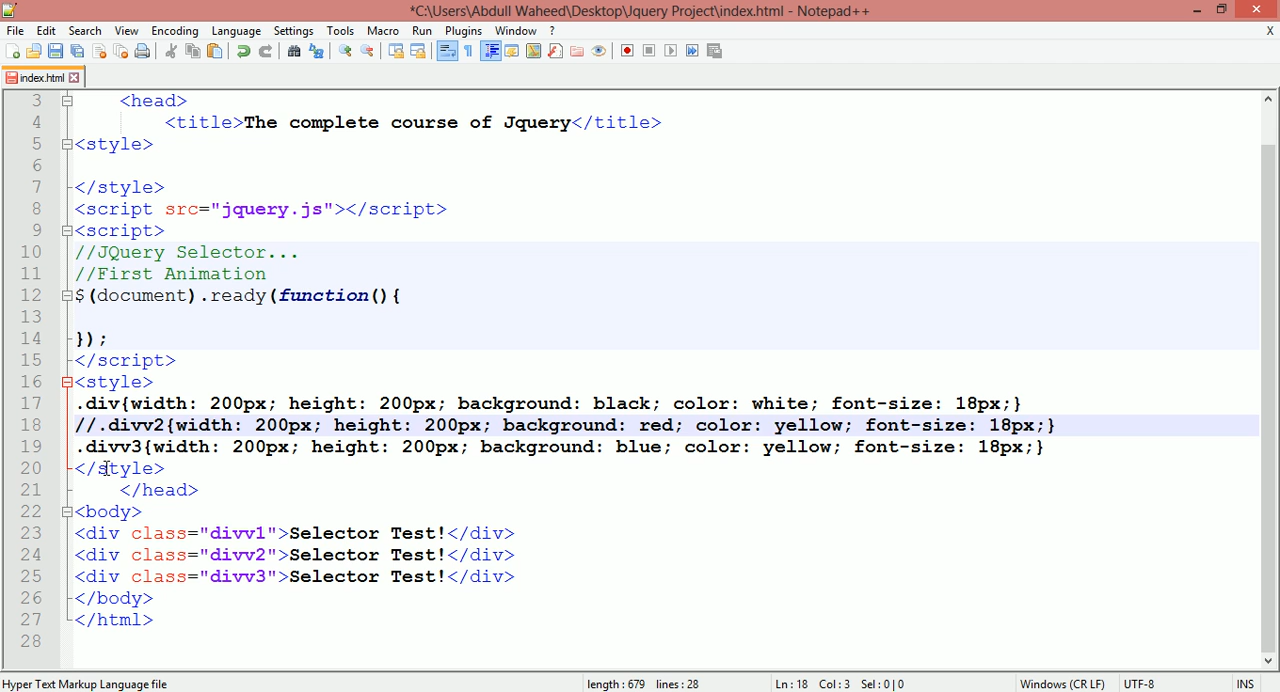 *C:\Users\Abdull Waheed\Desktop\Jquery Project\index.html - Notepad++
File Edit Search View Encoding Language Settings Tools Macro Run Plugins Window ? X
index.html
3 <head>
4 <title>The complete course of Jquery</title>
5 <style>
6
7 </style>
8 <script src="jquery.js"></script>
9 <script>
10 //JQuery Selector...
11 //First Animation
12 $(document).ready(function(){
13
14 });
15 </script>
16 <style>
17 .div{width: 200px; height: 200px; background: black; color: white; font-size: 18px;}
18 //.divv2{width: 200px; height: 200px; background: red; color: yellow; font-size: 18px;}
19 .divv3{width: 200px; height: 200px; background: blue; color: yellow; font-size: 18px;}
20 </style>
21 </head>
22 <body>
23 <div class="divv1">Selector Test!</div>
24 <div class="divv2">Selector Test!</div>
25 <div class="divv3">Selector Test!</div>
26 </body>
27 </html>
28
Hyper Text Markup Language file length : 679 lines : 28 Ln : 18 Col : 3 Sel : 0 | 0 Windows (CR LF) UTF-8 INS